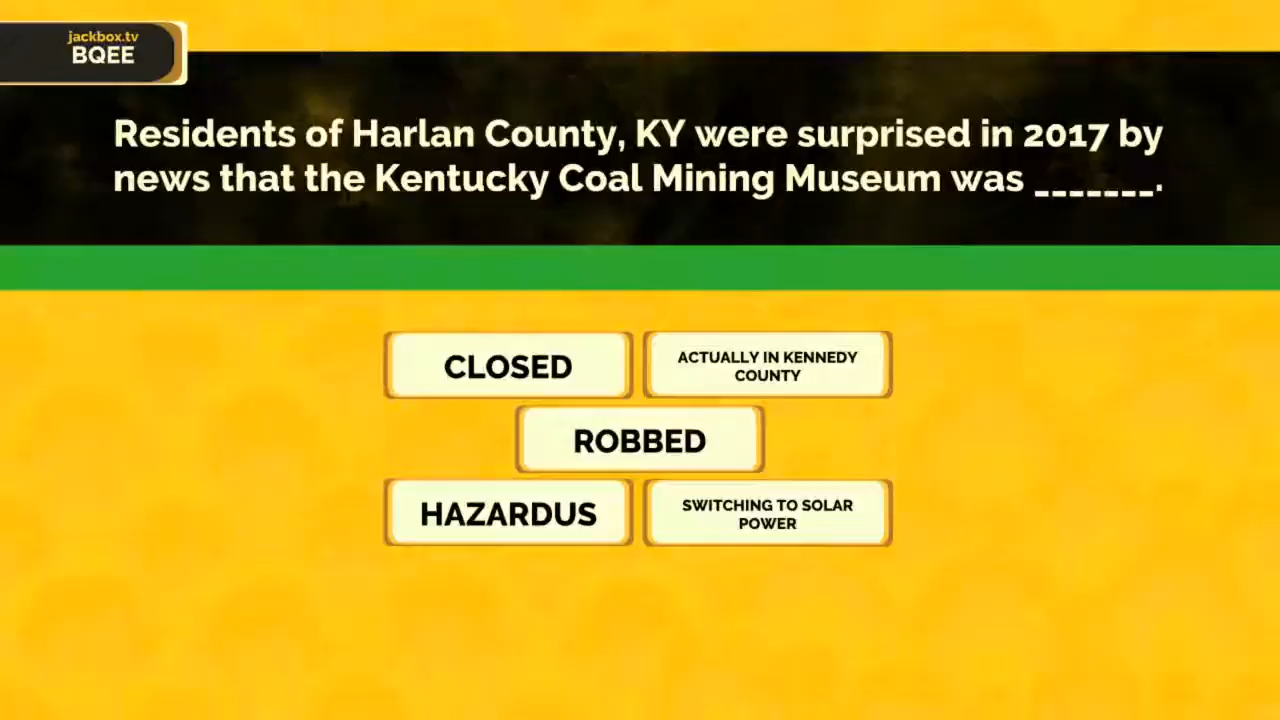 jackbox.tv
BQEE
Residents of Harlan County, KY were surprised in 2017 by
news that the Kentucky Coal Mining Museum was _______.
CLOSED
ACTUALLY IN KENNEDY
COUNTY
ROBBED
HAZARDUS
SWITCHING TO SOLAR
POWER